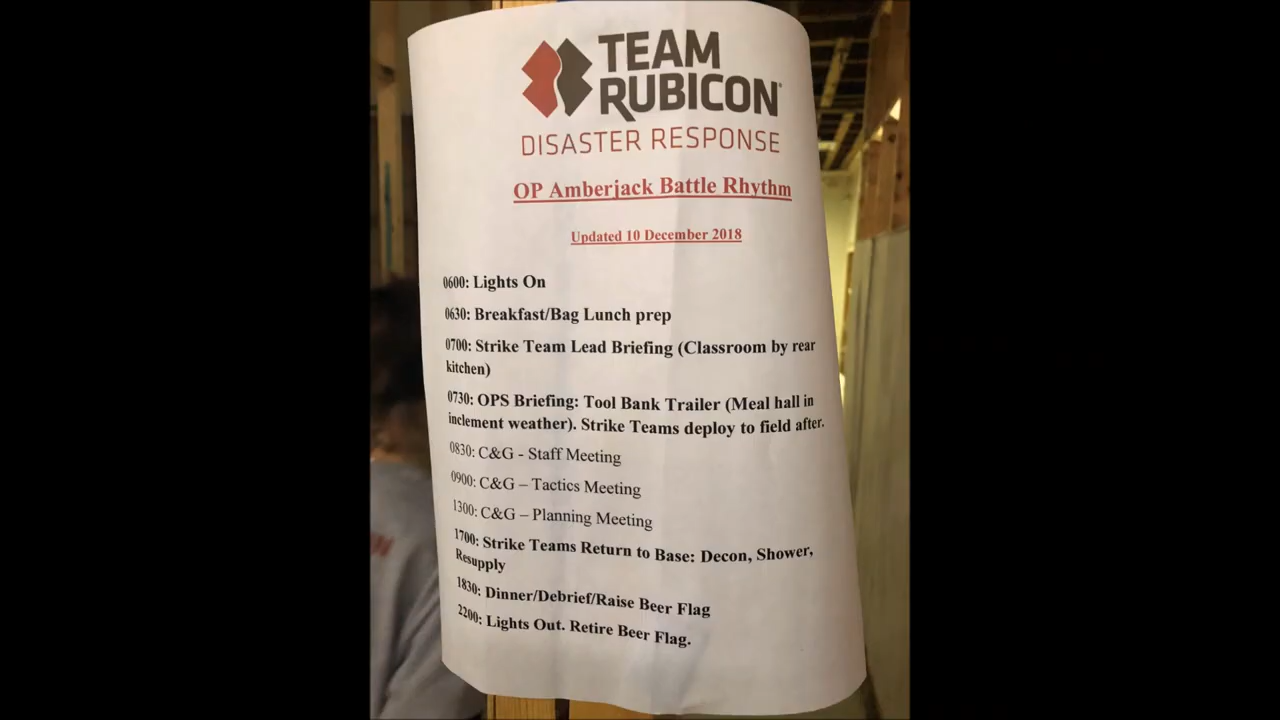 TEAM
RUBICON
DISASTER RESPONSE
OP Amberjack Battle Rhythm
Updated 10 December 2018
0600: Lights On
0630: Breakfast/Bag Lunch prep
0700: Strike Team Lead Briefing (Classroom by rear
kitchen)
0730: OPS Briefing: Tool Bank Trailer (Meal hall in
inclement weather). Strike Teams deploy to field after.
0830: C&G - Staff Meeting
0900: C&G – Tactics Meeting
1300: C&G – Planning Meeting
1700: Strike Teams Return to Base: Decon, Shower,
Resupply
1830: Dinner/Debrief/Raise Beer Flag
2200: Lights Out. Retire Beer Flag.